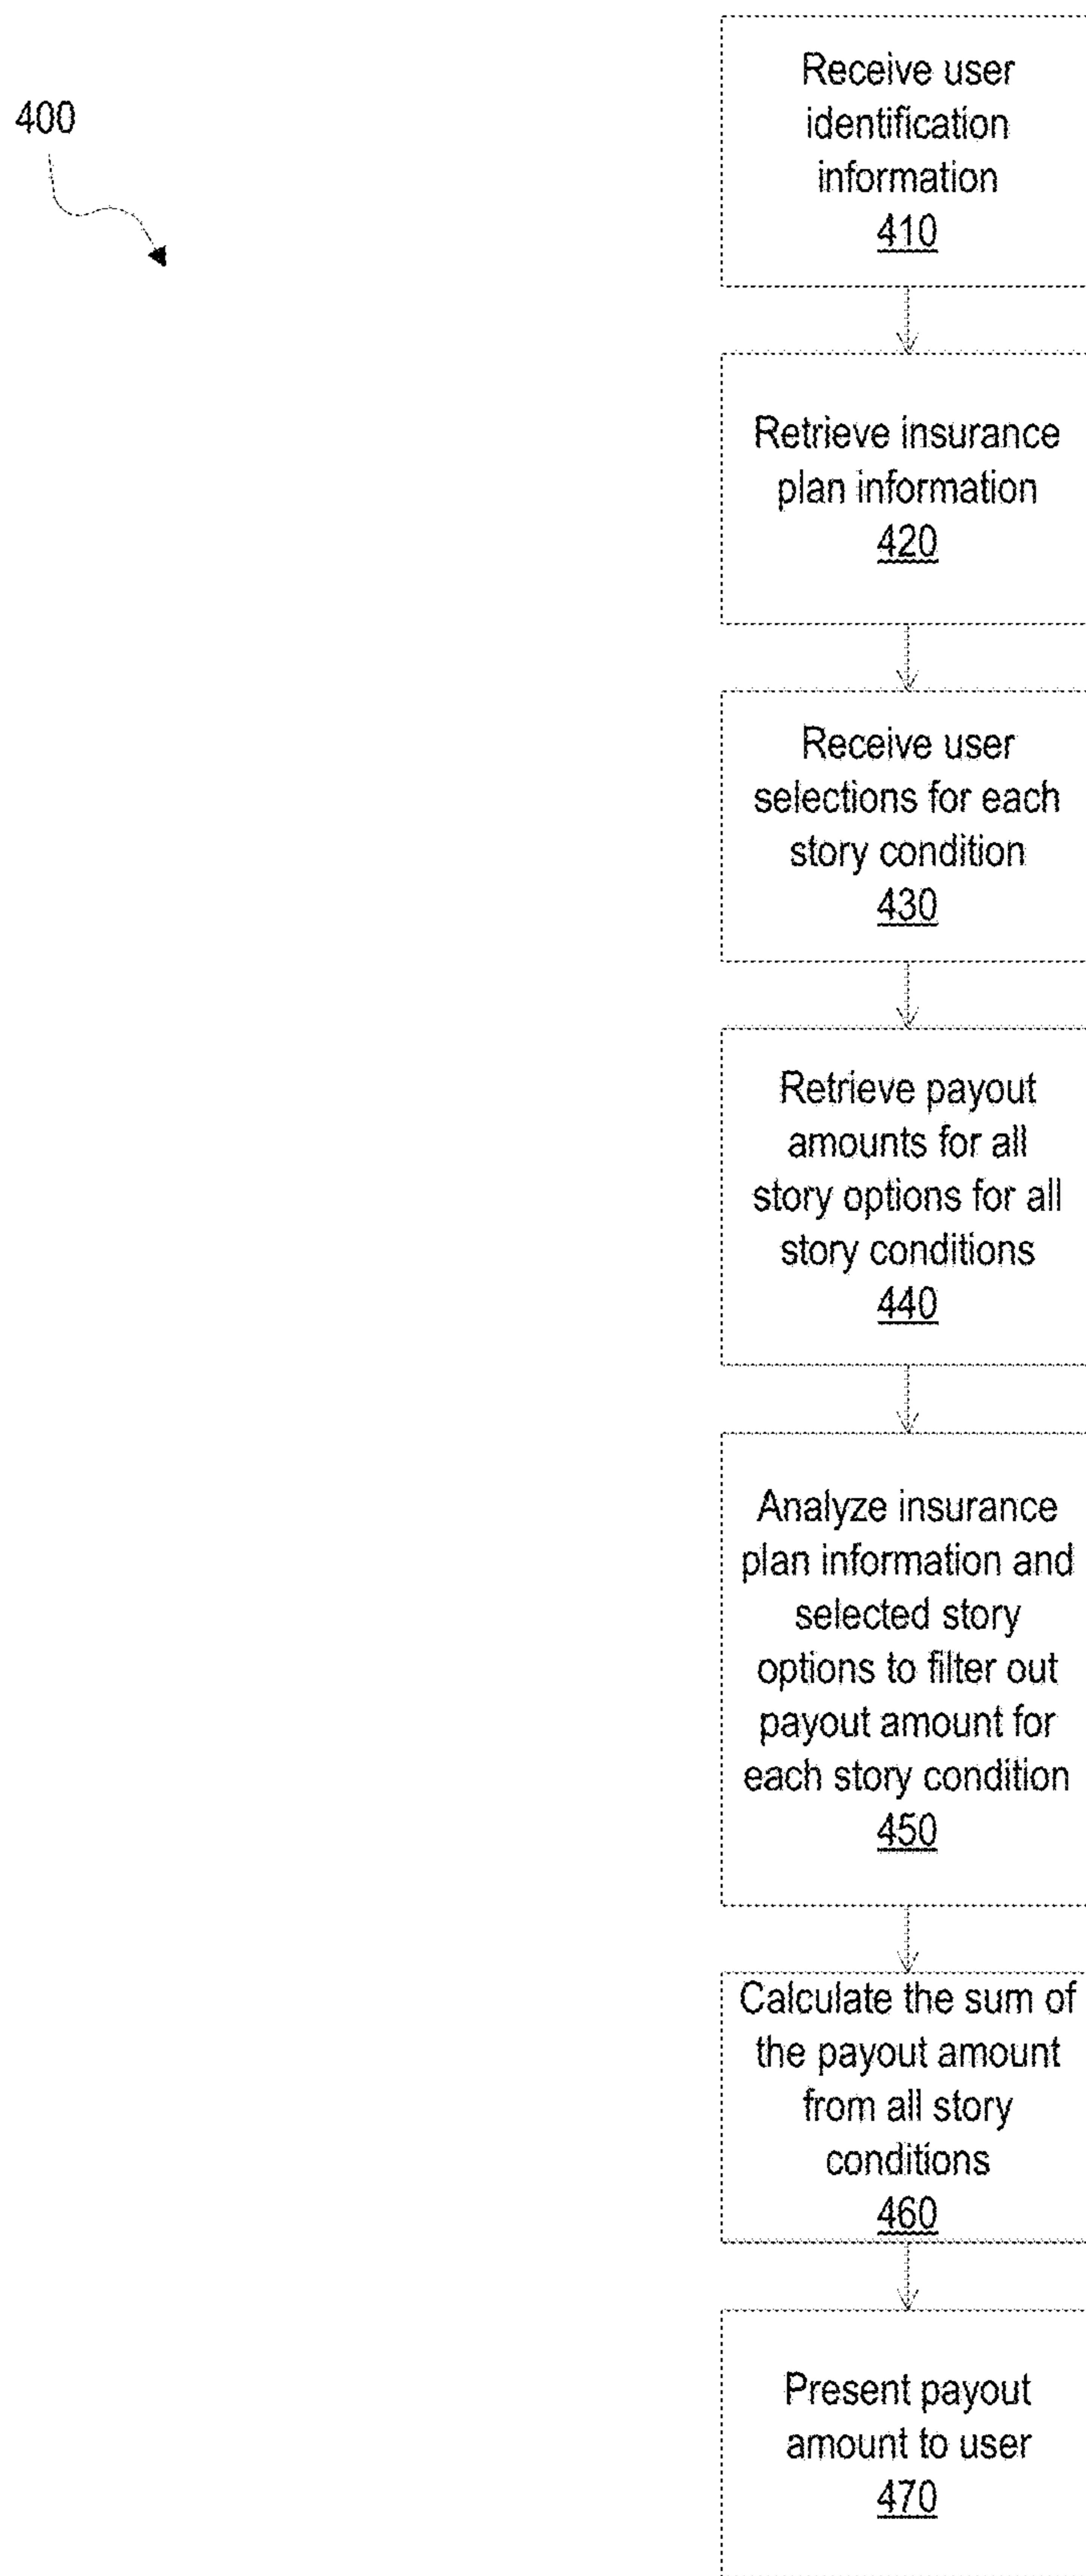 400
Receive user
identification
information
410
Retrieve insurance
plan information
420
Receive user
selections for each
story condition
430
Retrieve payout
amounts for all
story options for all
story conditions
440
Analyze insurance
plan information and
selected story
options to filter out
payout amount for
each story condition
450
Calculate the sum of
the payout amount
from all story
conditions
460
Present payout
amount to user
470